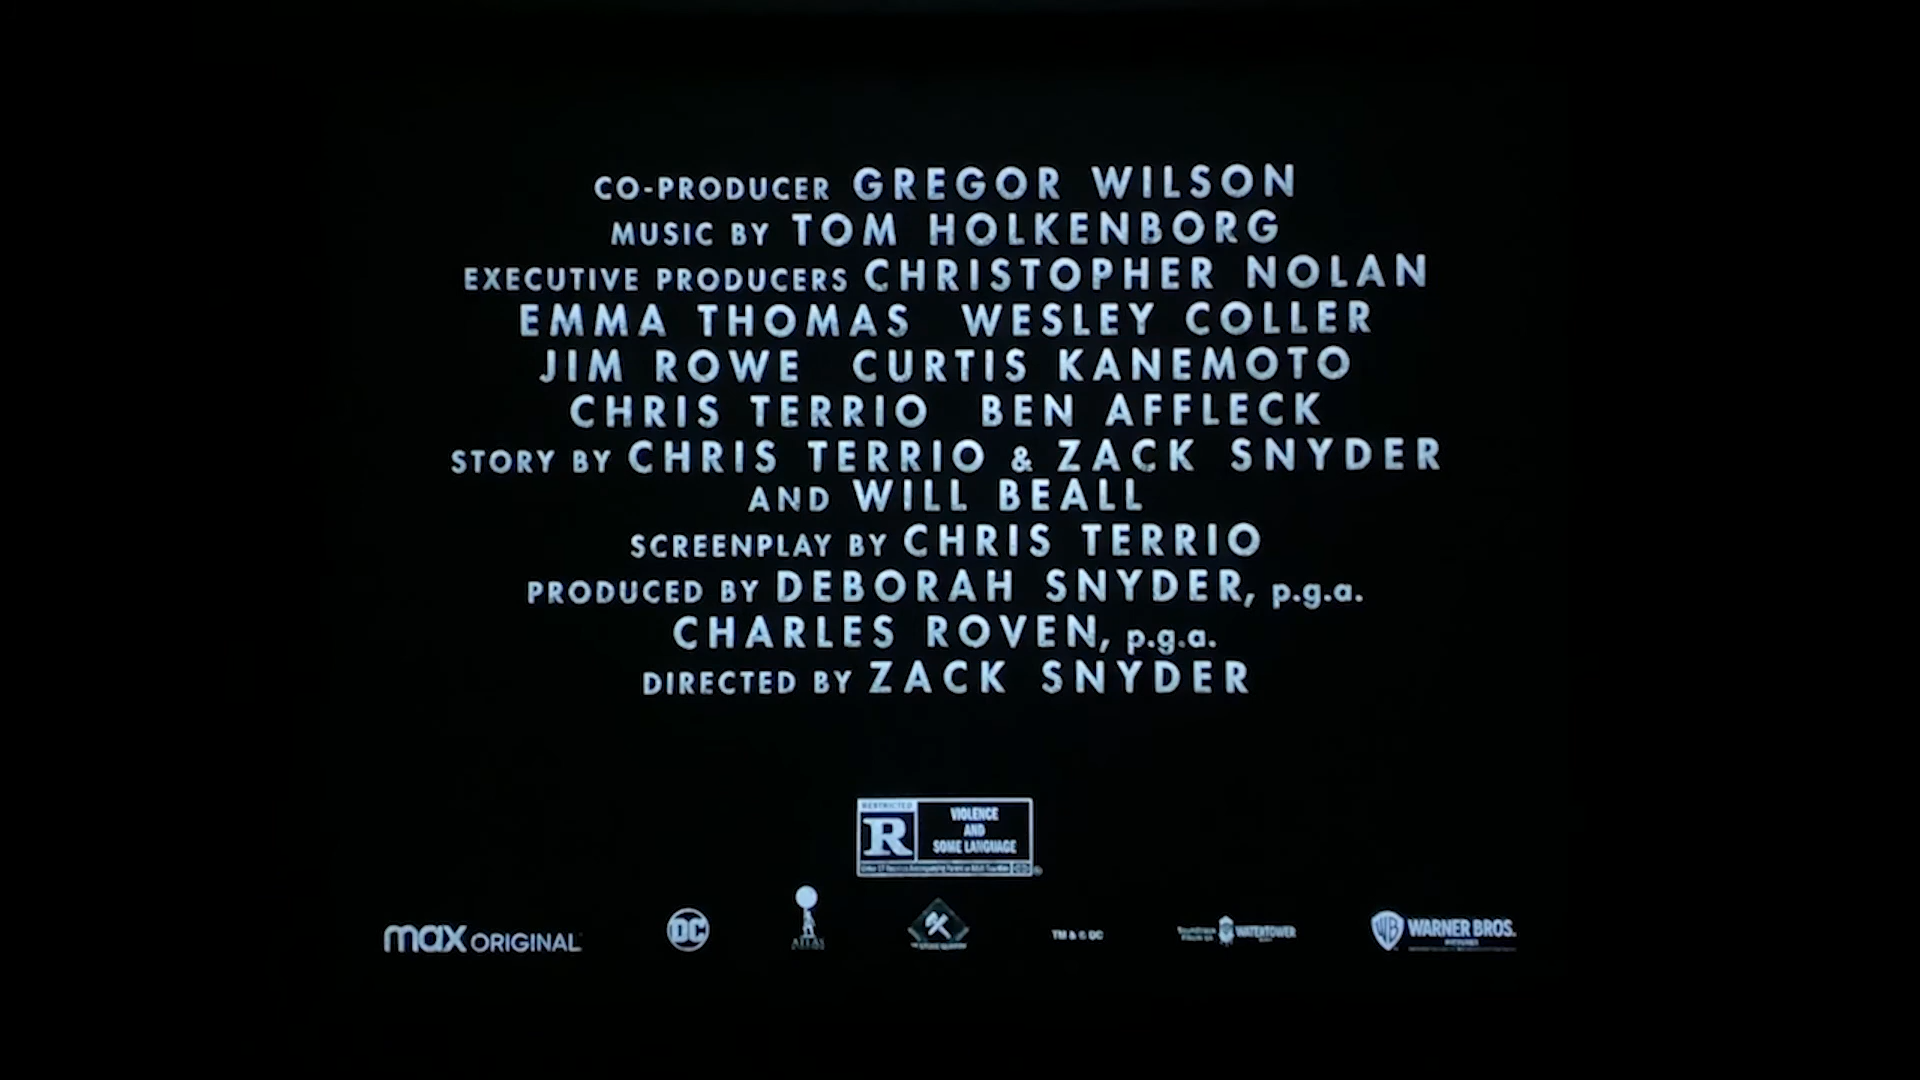 CO-PRODUCER GREGOR WILSON
MUSIC BY TOM HOLKENBORG
EXECUTIVE PRODUCERS CHRISTOPHER NOLAN
EMMA THOMAS WESLEY COLLER
JIM ROWE CURTIS KANEMOTO
CHRIS TERRIO BEN AFFLECK
STORY BY CHRIS TERRIO & ZACK SNYDER
AND WILL BEALL
SCREENPLAY BY CHRIS TERRIO
PRODUCED BY DEBORAH SNYDER, p.g.a.
CHARLES ROVEN, p.g.a.
DIRECTED BY ZACK SNYDER
RESTRICTED
R
VIOLENCE
AND
SOME LANGUAGE
max ORIGINAL
DC
ATLAS
TM & © DC
WATERTOWER
WB WARNER BROS.
PICTURES